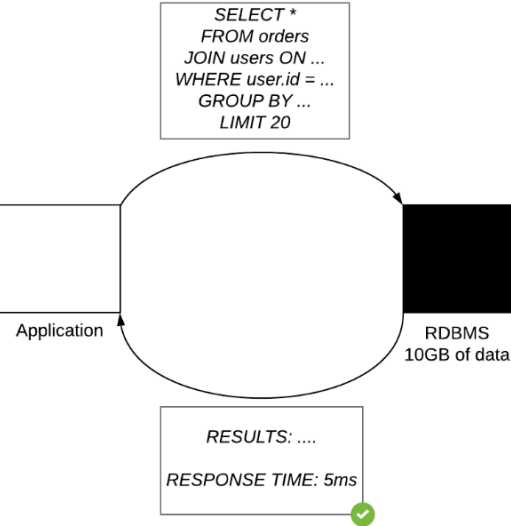 SELECT *
FROM orders
JOIN users ON ...
WHERE user.id = ...
GROUP BY ...
LIMIT 20
Application
RDBMS
10GB of data
RESULTS: ....
RESPONSE TIME: 5ms